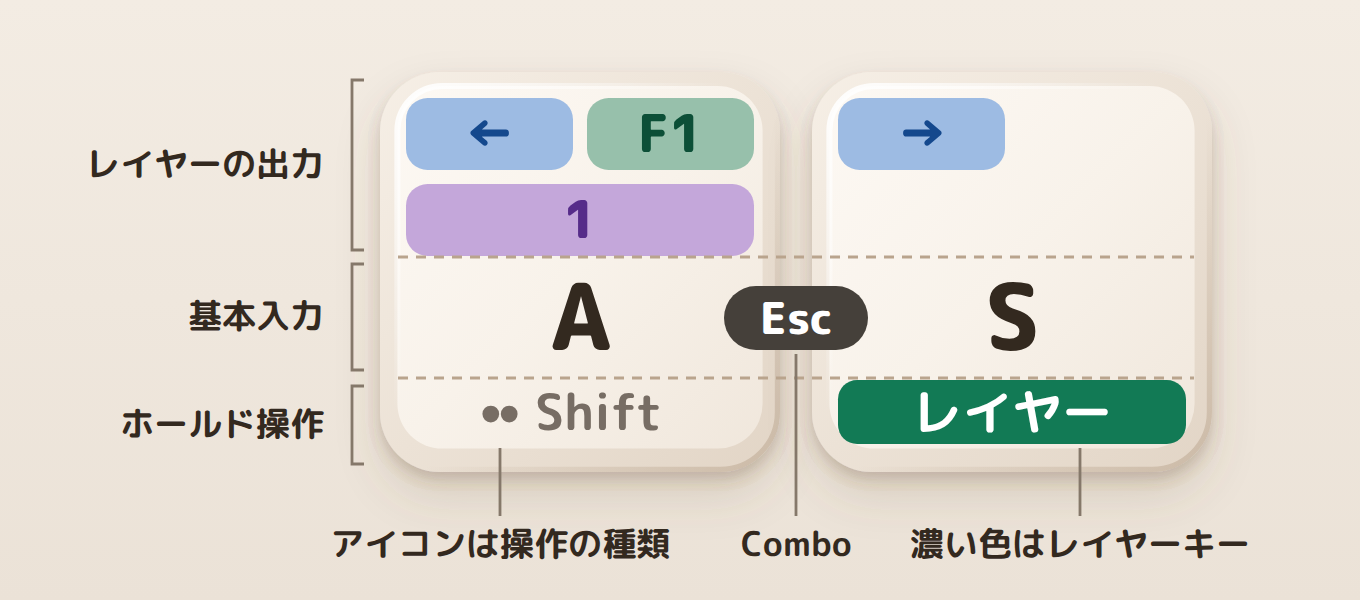 ← F1 →
レイヤーの出力
1
基本入力 A Esc S
ホールド操作 •• Shift レイヤー
アイコンは操作の種類 Combo 濃い色はレイヤーキー